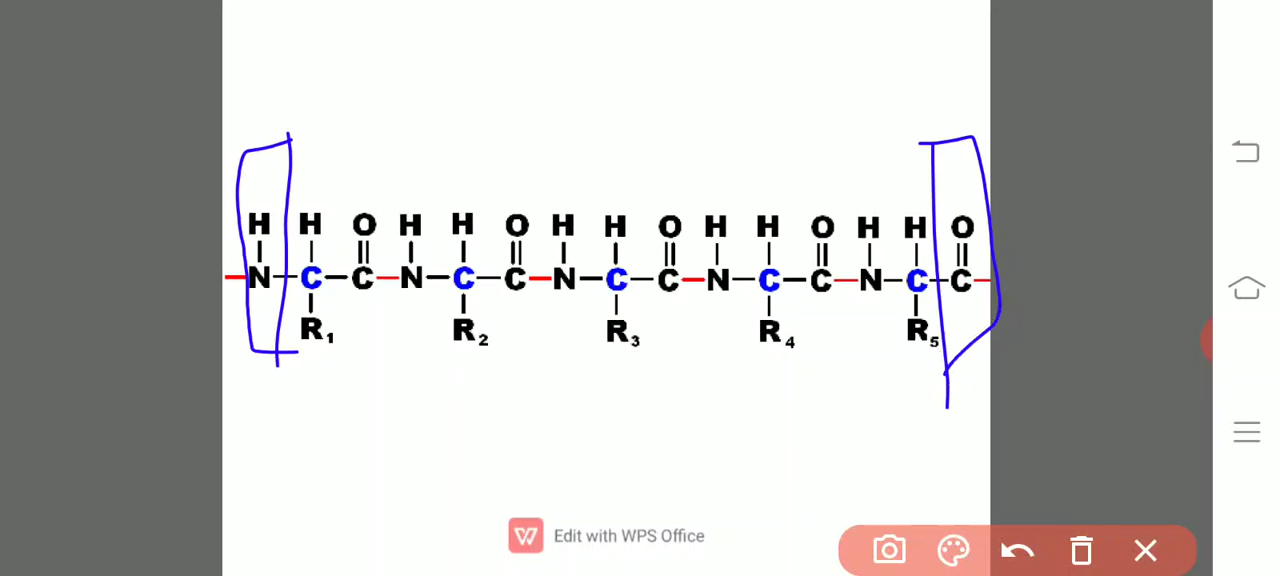 H H O H H O H H O H H O H H O
N C C N C C N C C N C C N C C
R1 R2 R3 R4 R5
Edit with WPS Office